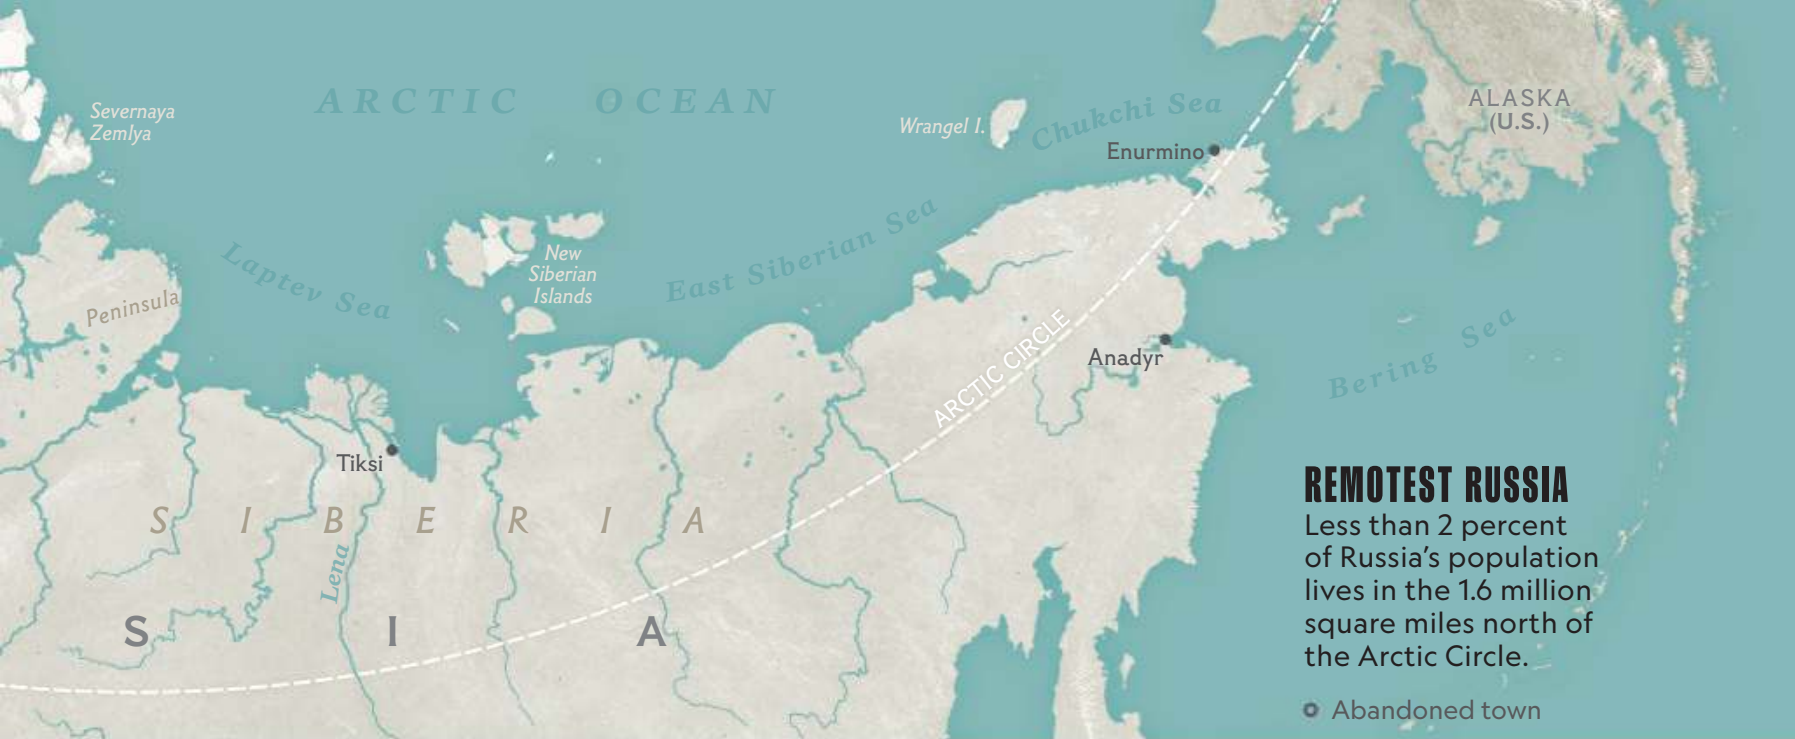 ARCTIC OCEAN
Severnaya
Zemlya
Wrangel I.
Chukchi Sea
ALASKA
(U.S.)
Enurmino
East Siberian Sea
Laptev Sea
New
Siberian
Islands
Peninsula
ARCTIC CIRCLE
Anadyr
Bering Sea
Tiksi
SIBERIA
Lena
S I A
REMOTEST RUSSIA
Less than 2 percent
of Russia's population
lives in the 1.6 million
square miles north of
the Arctic Circle.
Abandoned town